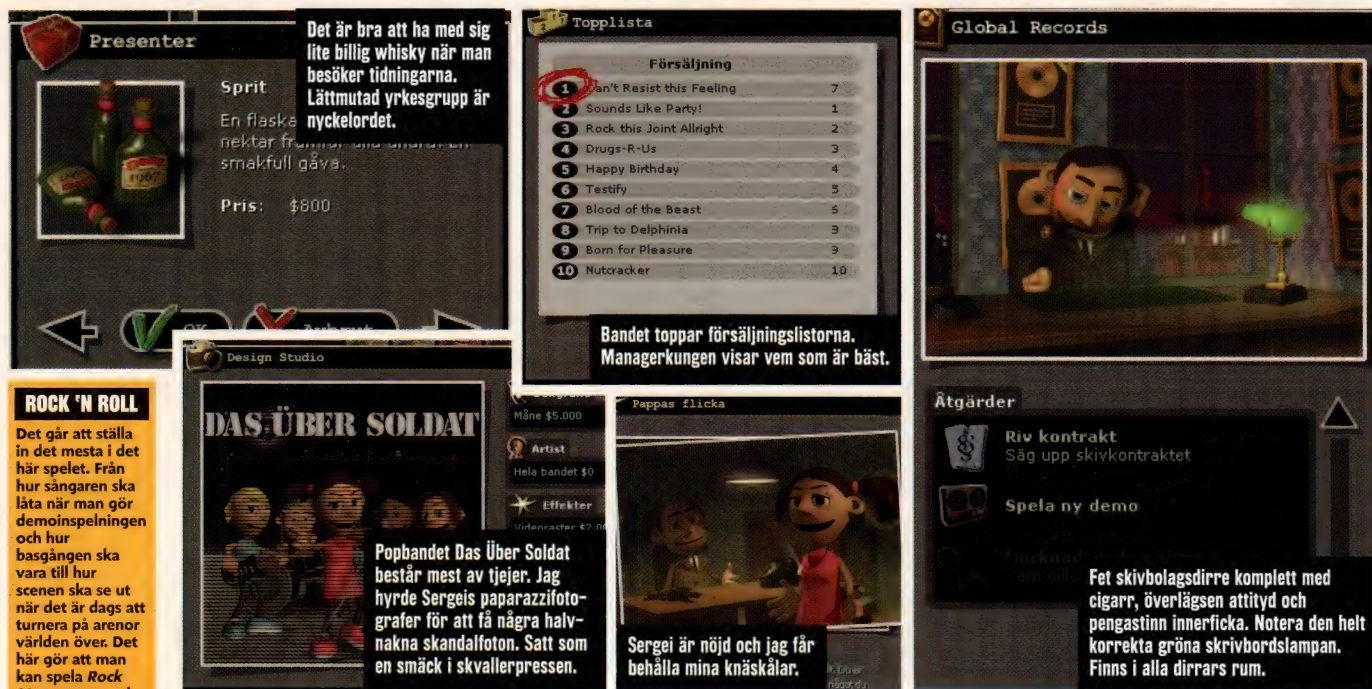 Presenter
Det är bra att ha med sig
lite billig whisky när man
besöker tidningarna.
Lättmutad yrkesgrupp är
nyckelordet.
Sprit
En flaska
nektar framför alla andra. En
smakfull gåva.
Pris: $800
OK
Avbryt
Topplista
Försäljning
1 Can't Resist this Feeling 7
2 Sounds Like Party! 1
3 Rock this Joint Allright 2
4 Drugs-R-Us 3
5 Happy Birthday 4
6 Testify 5
7 Blood of the Beast 6
8 Trip to Delphinia 3
9 Born for Pleasure 9
10 Nutcracker 10
Bandet toppar försäljningslistorna.
Managerkungen visar vem som är bäst.
Global Records
Åtgärder
Riv kontrakt
Säg upp skivkontraktet
Spela ny demo
Fet skivbolagsdirre komplett med
cigarr, överlägsen attityd och
pengastinn innerficka. Notera den helt
korrekta gröna skrivbordslampan.
Finns i alla dirrars rum.
ROCK 'N ROLL
Det går att ställa
in det mesta i det
här spelet. Från
hur sångaren ska
låta när man gör
demoinspelningen
och hur
basgången ska
vara till hur
scenen ska se ut
när det är dags att
turnera på arenor
världen över. Det
här gör att man
kan spela Rock
Design Studio
DAS ÜBER SOLDAT
Måne $5.000
Artist
Hela bandet $0
Effekter
Videoraster
Popbandet Das Über Soldat
består mest av tjejer. Jag
hyrde Sergeis paparazzifoto-
grafer för att få några halv-
nakna skandalfoton. Satt som
en smäck i skvallerpressen.
Pappas flicka
Sergei är nöjd och jag får
behålla mina knäskålar.